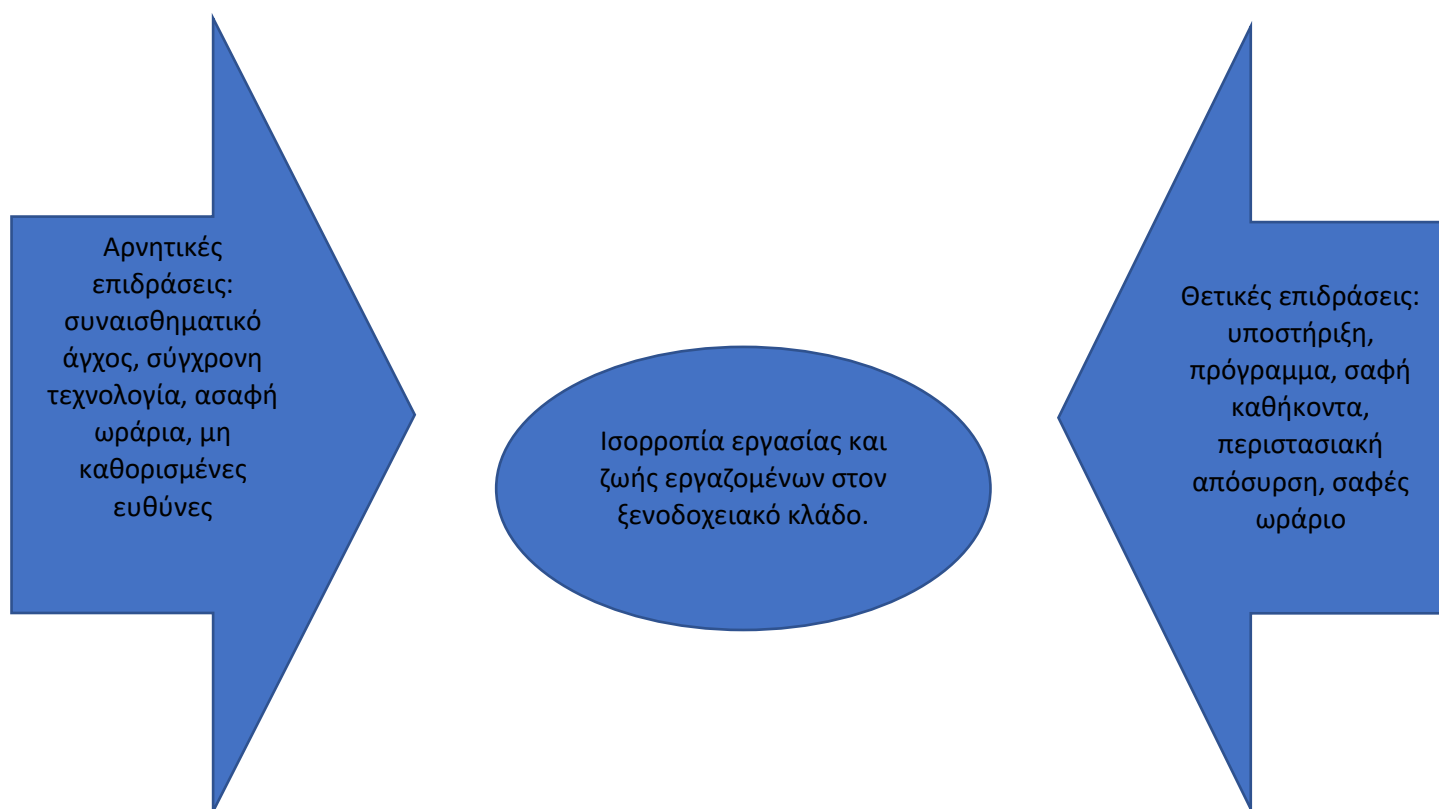 Αρνητικές
επιδράσεις:
συναισθηματικό
άγχος, σύγχρονη
τεχνολογία, ασαφή
ωράρια, μη
καθορισμένες
ευθύνες
Ισορροπία εργασίας και
ζωής εργαζομένων στον
ξενοδοχειακό κλάδο.
Θετικές επιδράσεις:
υποστήριξη,
πρόγραμμα, σαφή
καθήκοντα,
περιστασιακή
απόσυρση, σαφές
ωράριο